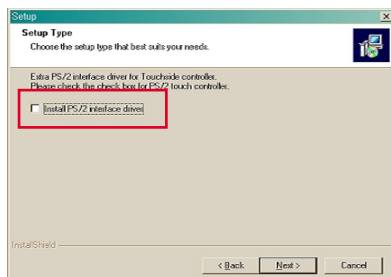 Setup
Setup Type
Choose the setup type that best suits your needs.
Extra PS/2 interface driver for Touchside controller.
Please check the check box for PS/2 touch controller.
Install PS/2 interface driver
InstallShield
< Back
Next >
Cancel